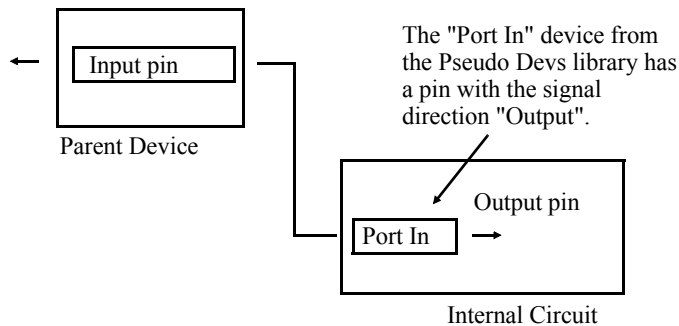 Input pin
Parent Device
The "Port In" device from
the Pseudo Devs library has
a pin with the signal
direction "Output".
Output pin
Port In
Internal Circuit